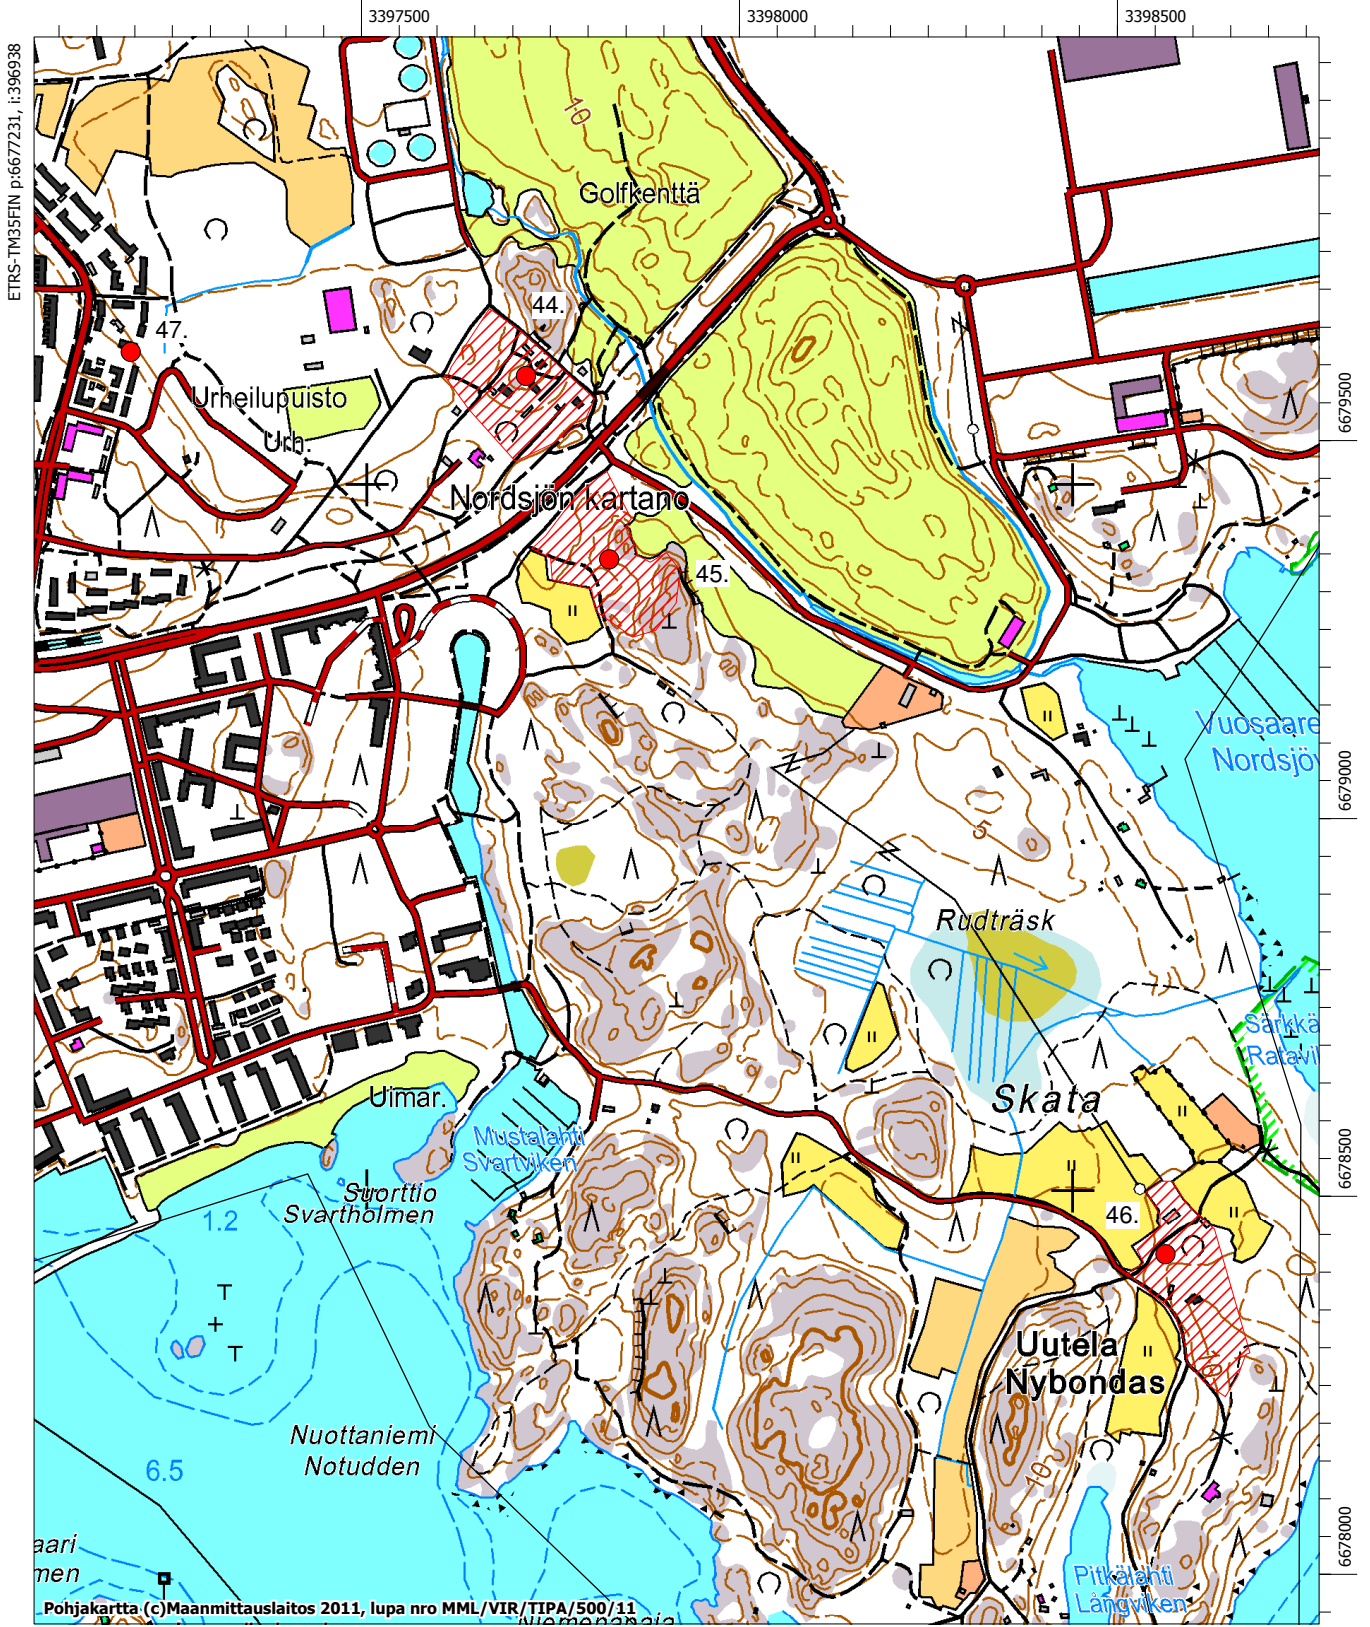 3397500
3398000
3398500
ETRS-TM35FIN p:6677231, i:396938
10
Golfkenttä
44.
47.
Urheilupuisto
Urh.
6679500
Nordsjön kartano
45.
Vuosaare
Nordsjö
6679000
5
Rudträsk
Skata
Särkkä
Uimar.
Mustalahti
Svartviken
6678500
Suorttio
Svartholmen
1.2
46.
Uutela
Nybondas
10
Nuottaniemi
Notudden
6.5
10
6678000
aari
men
Pitkälahti
Långviken
Pohjakartta (c)Maanmittauslaitos 2011, lupa nro MML/VIR/TIPA/500/11